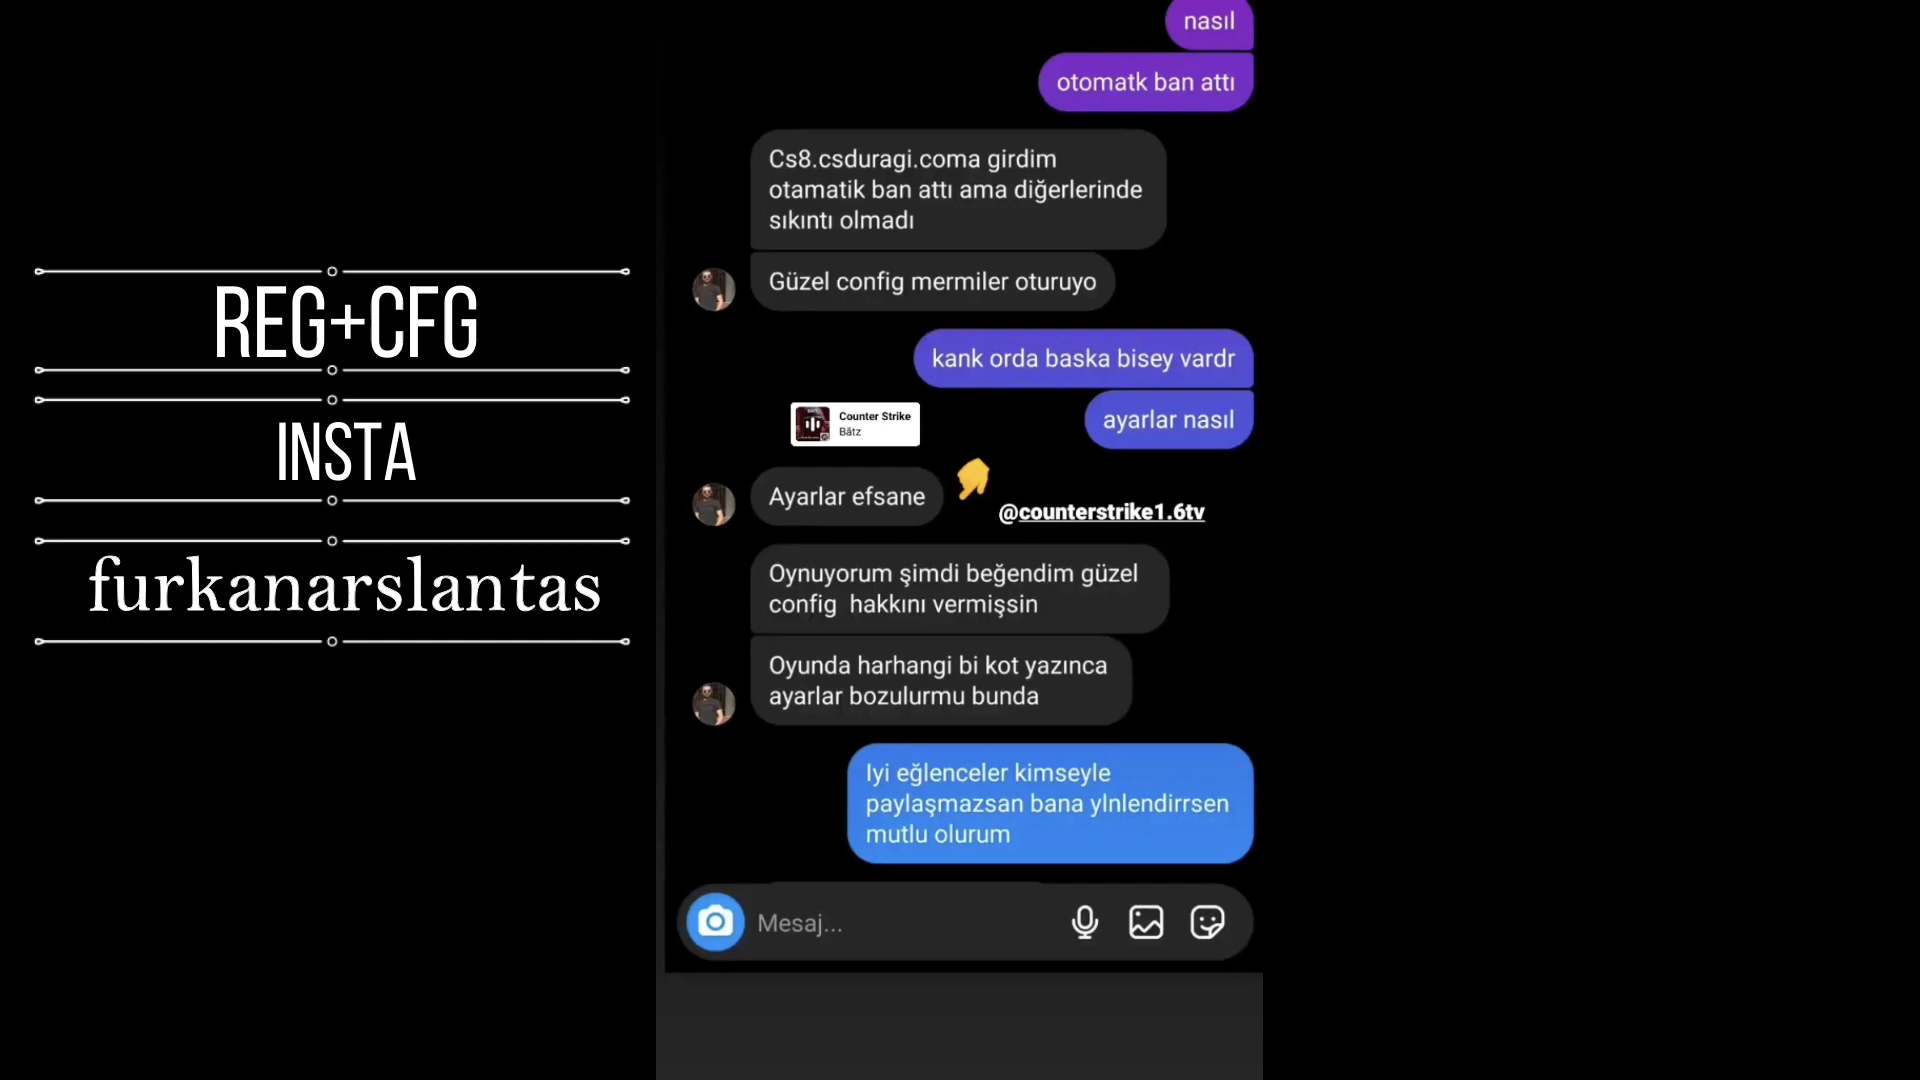 REG+CFG
INSTA
furkanarslantas
nasıl
otomatk ban attı
Cs8.csduragi.coma girdim
otamatik ban attı ama diğerlerinde
sıkıntı olmadı
Güzel config mermiler oturuyo
kank orda baska bisey vardr
ayarlar nasıl
Counter Strike
Bätz
Ayarlar efsane
@counterstrike1.6tv
Oynuyorum şimdi beğendim güzel
config  hakkını vermişsin
Oyunda harhangi bi kot yazınca
ayarlar bozulurmu bunda
Iyi eğlenceler kimseyle
paylaşmazsan bana ylnlendirrsen
mutlu olurum
Mesaj...